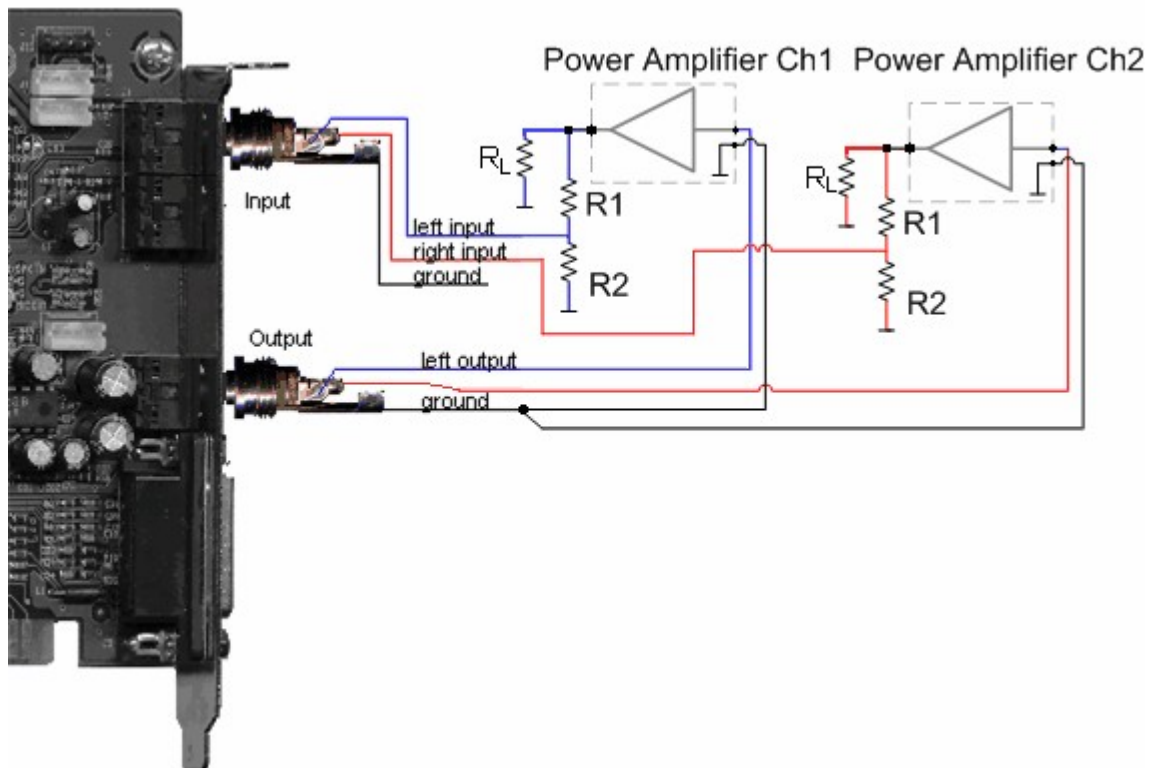 Power Amplifier Ch1
Power Amplifier Ch2
R_L
R1
R2
R_L
R1
R2
Input
left input
right input
ground
Output
left output
ground